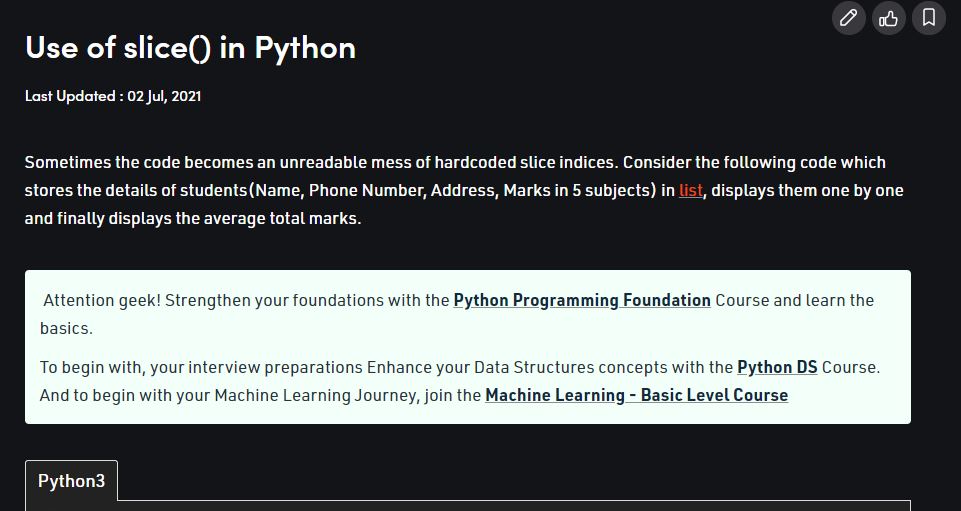 Use of slice() in Python
Last Updated : 02 Jul, 2021
Sometimes the code becomes an unreadable mess of hardcoded slice indices. Consider the following code which
stores the details of students(Name, Phone Number, Address, Marks in 5 subjects) in list, displays them one by one
and finally displays the average total marks.
Attention geek! Strengthen your foundations with the Python Programming Foundation Course and learn the
basics.
To begin with, your interview preparations Enhance your Data Structures concepts with the Python DS Course.
And to begin with your Machine Learning Journey, join the Machine Learning - Basic Level Course
Python3